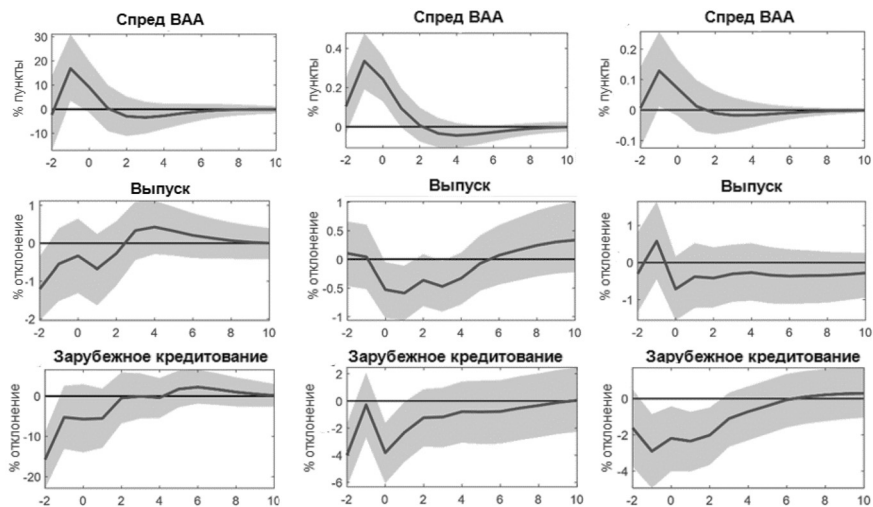 Спред BAA
% пункты
30
20
10
0
-10
-2 0 2 4 6 8 10
Спред BAA
% пункты
0.4
0.2
0
-2 0 2 4 6 8 10
Спред BAA
% пункты
0.2
0.1
0
-0.1
-2 0 2 4 6 8 10
Выпуск
% отклонение
1
0
-1
-2
-2 0 2 4 6 8 10
Выпуск
% отклонение
1
0.5
0
-0.5
-1
-2 0 2 4 6 8 10
Выпуск
% отклонение
1
0
-1
-2 0 2 4 6 8 10
Зарубежное кредитование
% отклонение
0
-10
-20
-2 0 2 4 6 8 10
Зарубежное кредитование
% отклонение
2
0
-2
-4
-6
-2 0 2 4 6 8 10
Зарубежное кредитование
% отклонение
0
-2
-4
-2 0 2 4 6 8 10